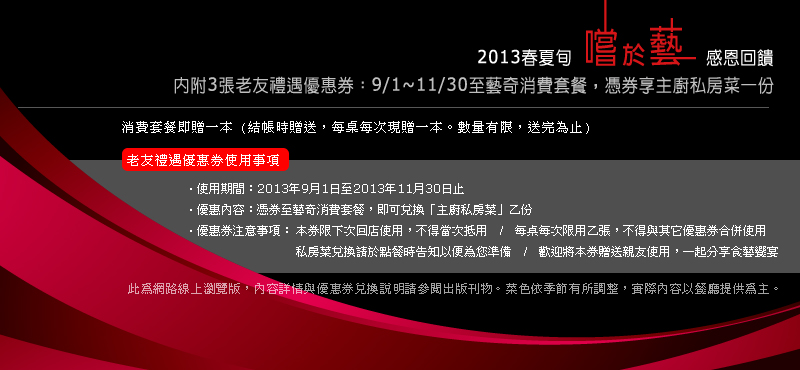 2013春夏旬 嚐於藝 感恩回饋
內附3張老友禮遇優惠券：9/1~11/30至藝奇消費套餐，憑券享主廚私房菜一份
消費套餐即贈一本 (結帳時贈送，每桌每次現贈一本。數量有限，送完為止)
老友禮遇優惠券使用事項
・使用期間：2013年9月1日至2013年11月30日止
・優惠內容：憑券至藝奇消費套餐，即可兌換「主廚私房菜」乙份
・優惠券注意事項： 本券限下次回店使用，不得當次抵用 / 每桌每次限用乙張，不得與其它優惠券合併使用
私房菜兌換請於點餐時告知以便為您準備 / 歡迎將本券贈送親友使用，一起分享食藝饗宴
此為網路線上瀏覽版，內容詳情與優惠券兌換說明請參閱出版刊物。菜色依季節有所調整，實際內容以餐廳提供為主。